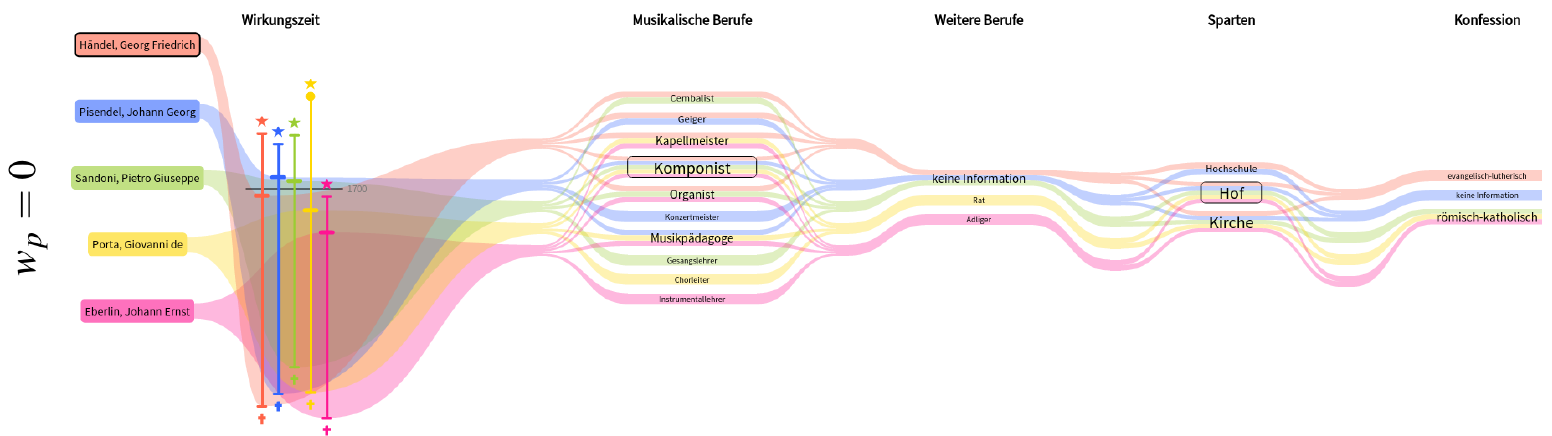 Wirkungszeit
Musikalische Berufe
Weitere Berufe
Sparten
Konfession
w_p = 0
Händel, Georg Friedrich
Pisendel, Johann Georg
Sandoni, Pietro Giuseppe
Porta, Giovanni de
Eberlin, Johann Ernst
1700
Cembalist
Geiger
Kapellmeister
Komponist
Organist
Konzertmeister
Musikpädagoge
Gesangslehrer
Chorleiter
Instrumentallehrer
keine Information
Rat
Adliger
Hochschule
Hof
Kirche
evangelisch-lutherisch
keine Information
römisch-katholisch